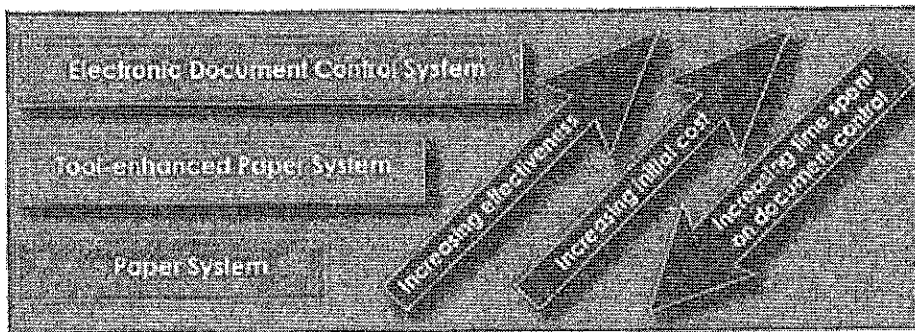 Electronic Document Control System
Tool-enhanced Paper System
Paper System
Increasing effectiveness
Increasing initial cost
Increasing time spent
on document control